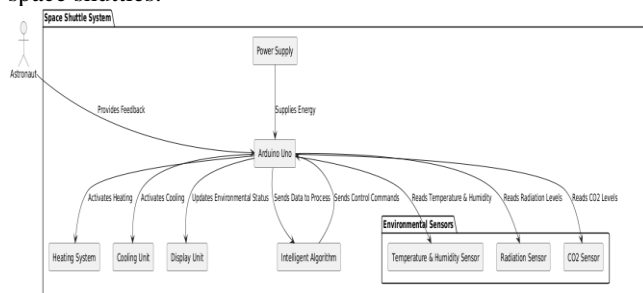 space shuttles.
Space Shuttle System
Astronaut
Power Supply
Provides Feedback
Supplies Energy
Arduino Uno
Activates Heating
Activates Cooling
Updates Environmental Status
Sends Data to Process
Sends Control Commands
Reads Temperature & Humidity
Reads Radiation Levels
Reads CO2 Levels
Environmental Sensors
Heating System
Cooling Unit
Display Unit
Intelligent Algorithm
Temperature & Humidity Sensor
Radiation Sensor
CO2 Sensor